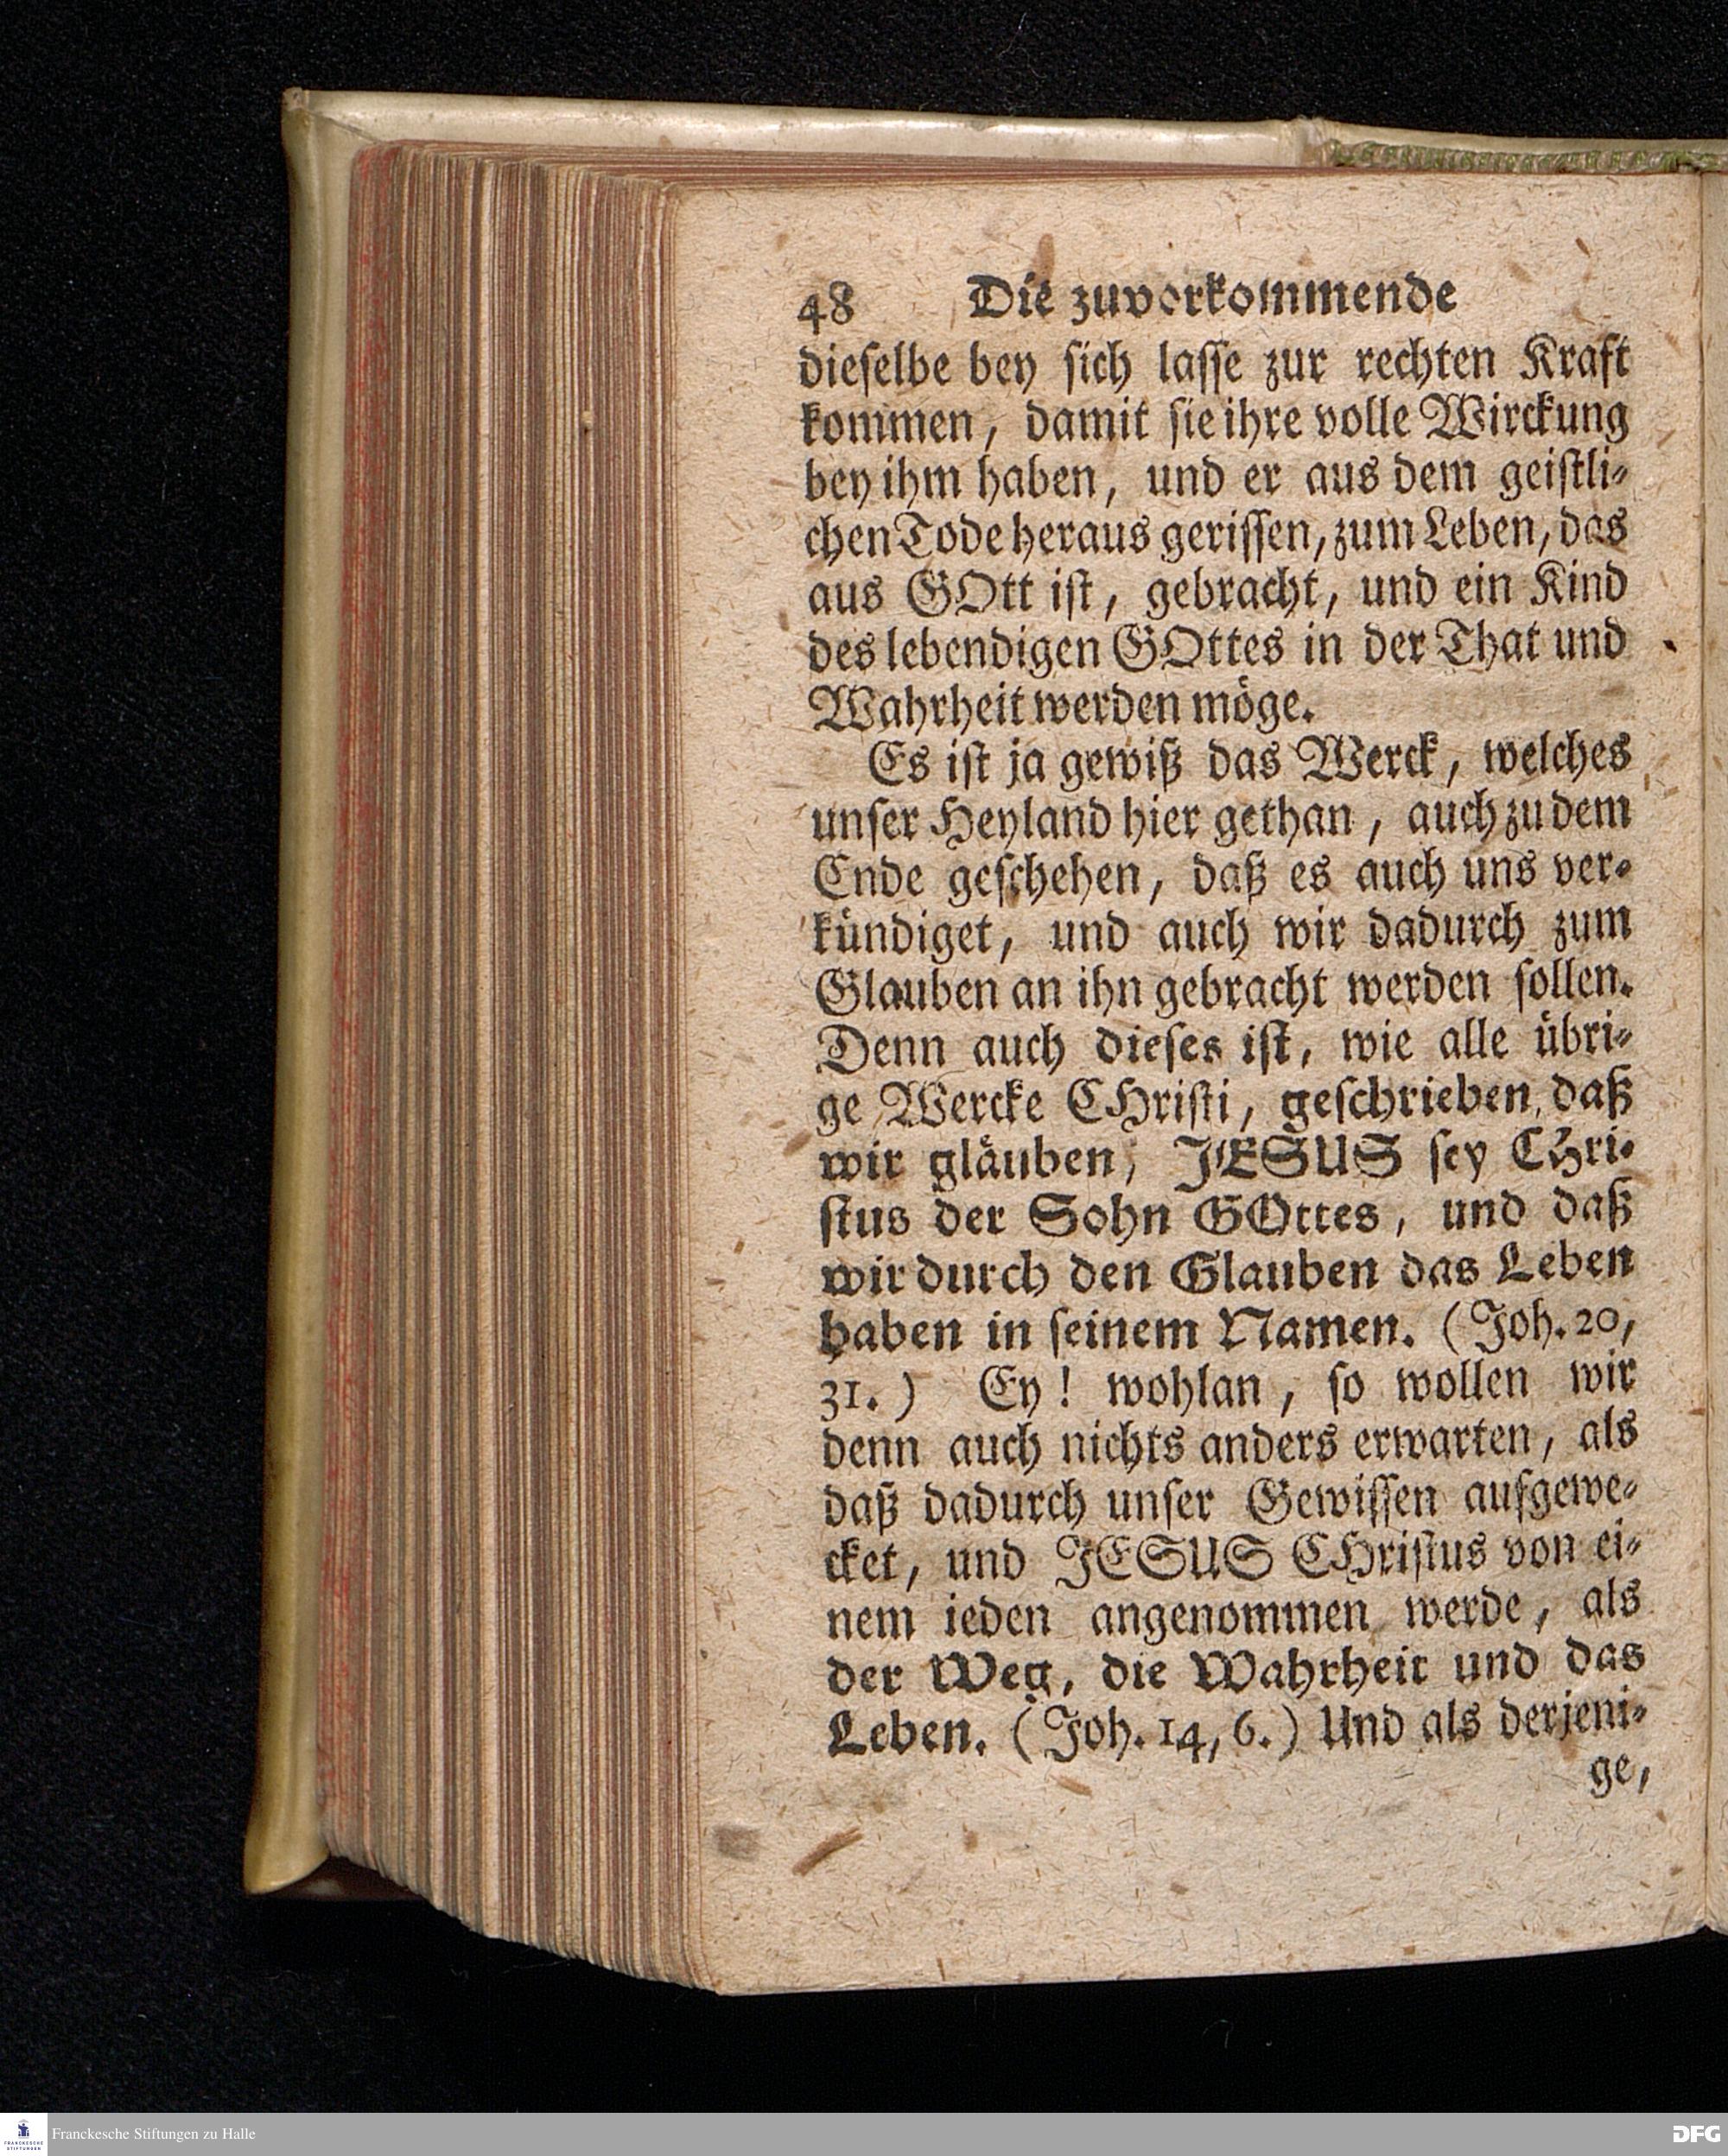 48 Die zuvorkommende
dieselbe bey sich lasse zur rechten Kraft
kommen, damit sie ihre volle Wirckung
bey ihm haben, und er aus dem geistli-
chen Tode heraus gerissen, zum Leben, das
aus GOtt ist, gebracht, und ein Kind
des lebendigen GOttes in der That und
Wahrheit werden möge.
Es ist ja gewiß das Werck, welches
unser Heyland hier gethan, auch zu dem
Ende geschehen, daß es auch uns ver-
kündiget, und auch wir dadurch zum
Glauben an ihn gebracht werden sollen.
Denn auch dieses ist, wie alle übri-
ge Wercke CHristi, geschrieben, daß
wir gläuben, JESUS sey CHri-
stus der Sohn GOttes, und daß
wir durch den Glauben das Leben
haben in seinem Namen. (Joh. 20,
31.) Ey! wohlan, so wollen wir
denn auch nichts anders erwarten, als
daß dadurch unser Gewissen aufgewe-
cket, und JESUS CHristus von ei-
nem ieden angenommen werde, als
der Weg, die Wahrheit und das
Leben. (Joh. 14, 6.) Und als derjeni-
ge,
FRANCKESCHE
STIFTUNGEN
Franckesche Stiftungen zu Halle
DFG